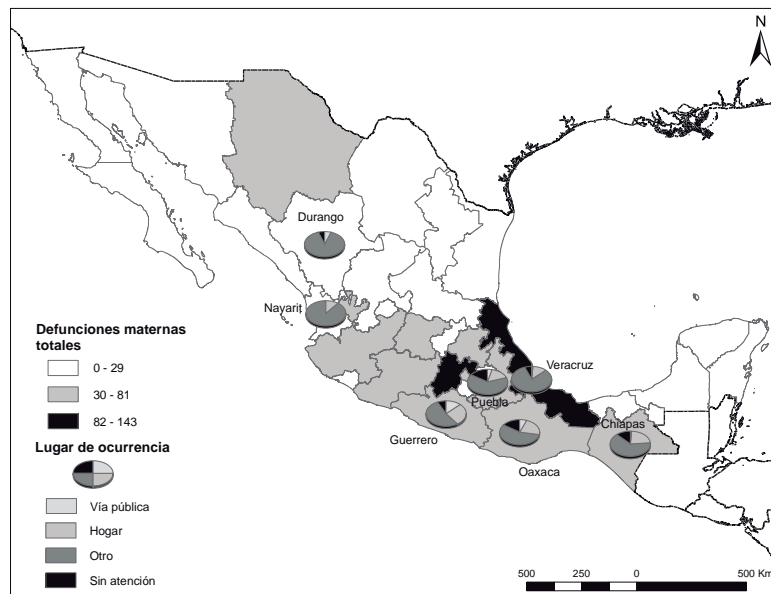 N
Durango
Nayarit
Defunciones maternas
totales
0 - 29
30 - 81
82 - 143
Veracruz
Puebla
Guerrero
Chiapas
Oaxaca
Lugar de ocurrencia
Vía pública
Hogar
Otro
Sin atención
500 250 0 500 Km